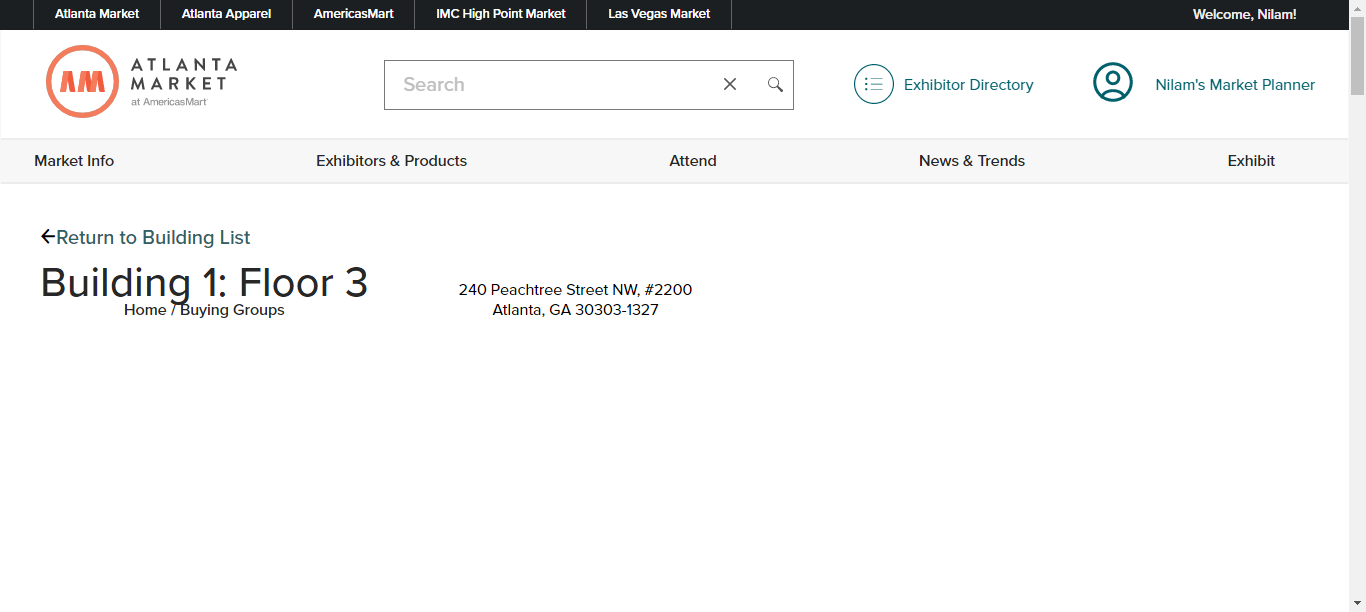 Atlanta Market Atlanta Apparel AmericasMart IMC High Point Market Las Vegas Market Welcome, Nilam!
AM
ATLANTA
MARKET
at AmericasMart
Search
Exhibitor Directory
Nilam's Market Planner
Market Info Exhibitors & Products Attend News & Trends Exhibit
Return to Building List
Building 1: Floor 3
Home / Buying Groups
240 Peachtree Street NW, #2200
Atlanta, GA 30303-1327